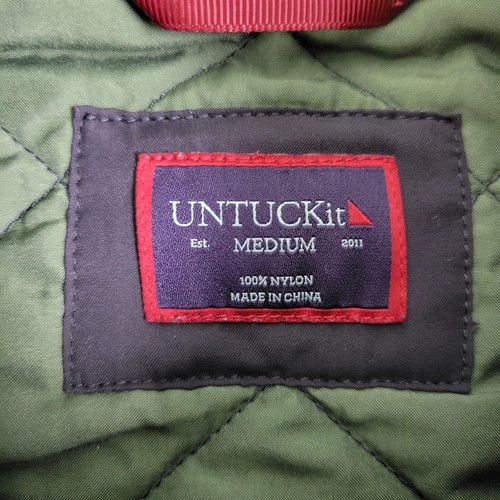 UNTUCKit
Est. MEDIUM 2011
100% NYLON
MADE IN CHINA